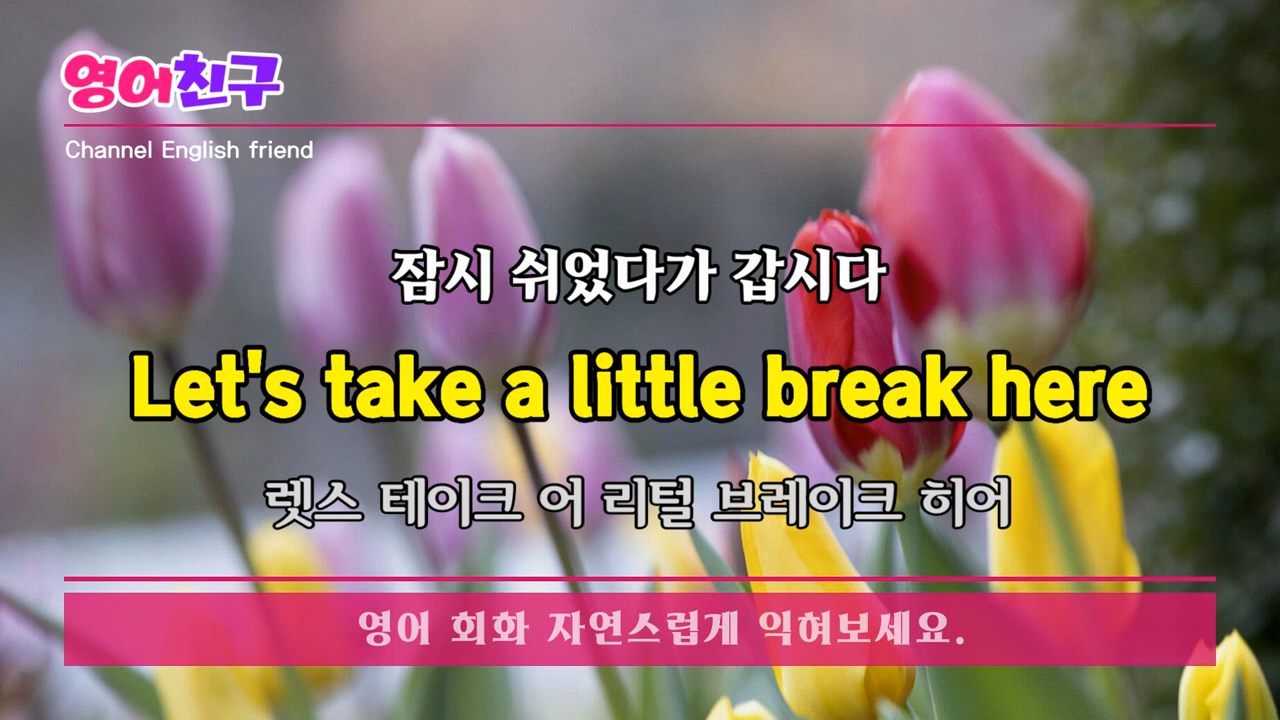 영어친구
Channel English friend
잠시 쉬었다가 갑시다
Let's take a little break here
렛스 테이크 어 리털 브레이크 히어
영어 회화 자연스럽게 익혀보세요.